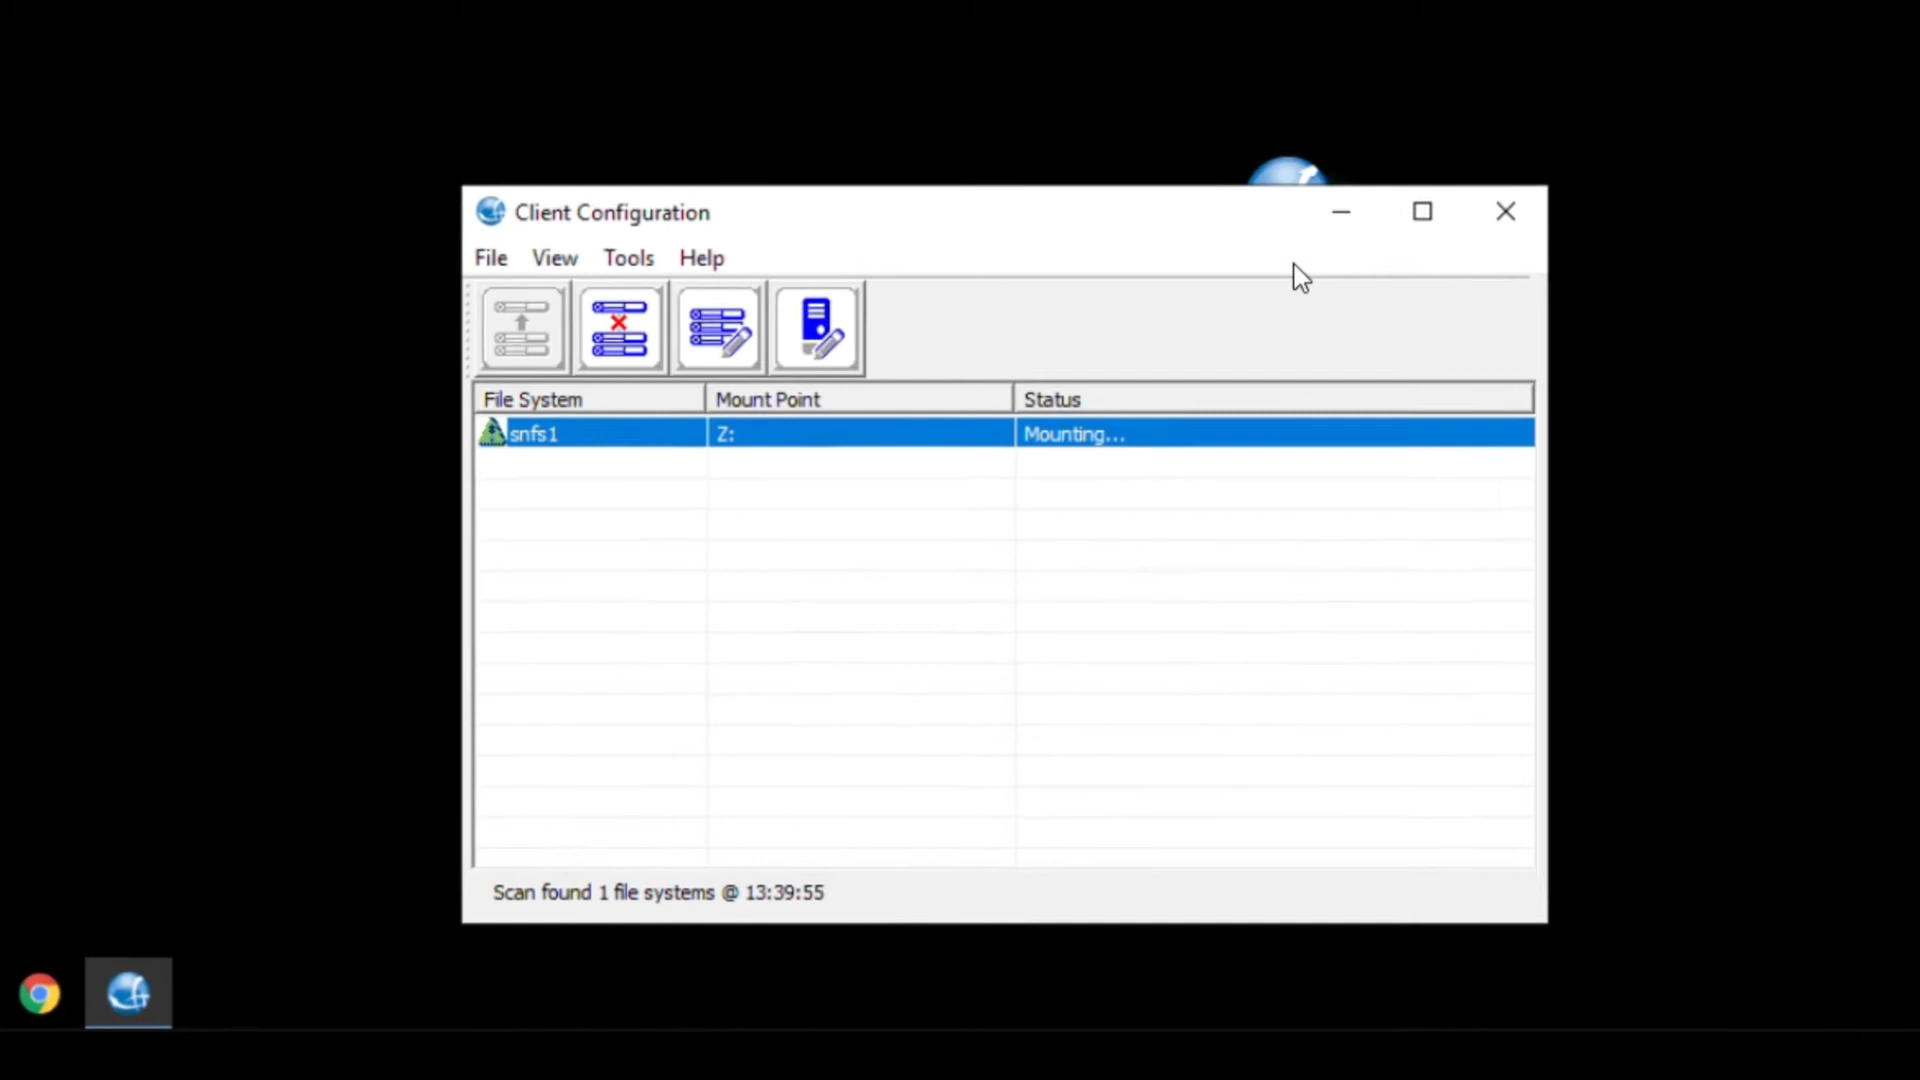 Client Configuration
File View Tools Help
File System Mount Point Status
snfs1 Z: Mounting...
Scan found 1 file systems @ 13:39:55